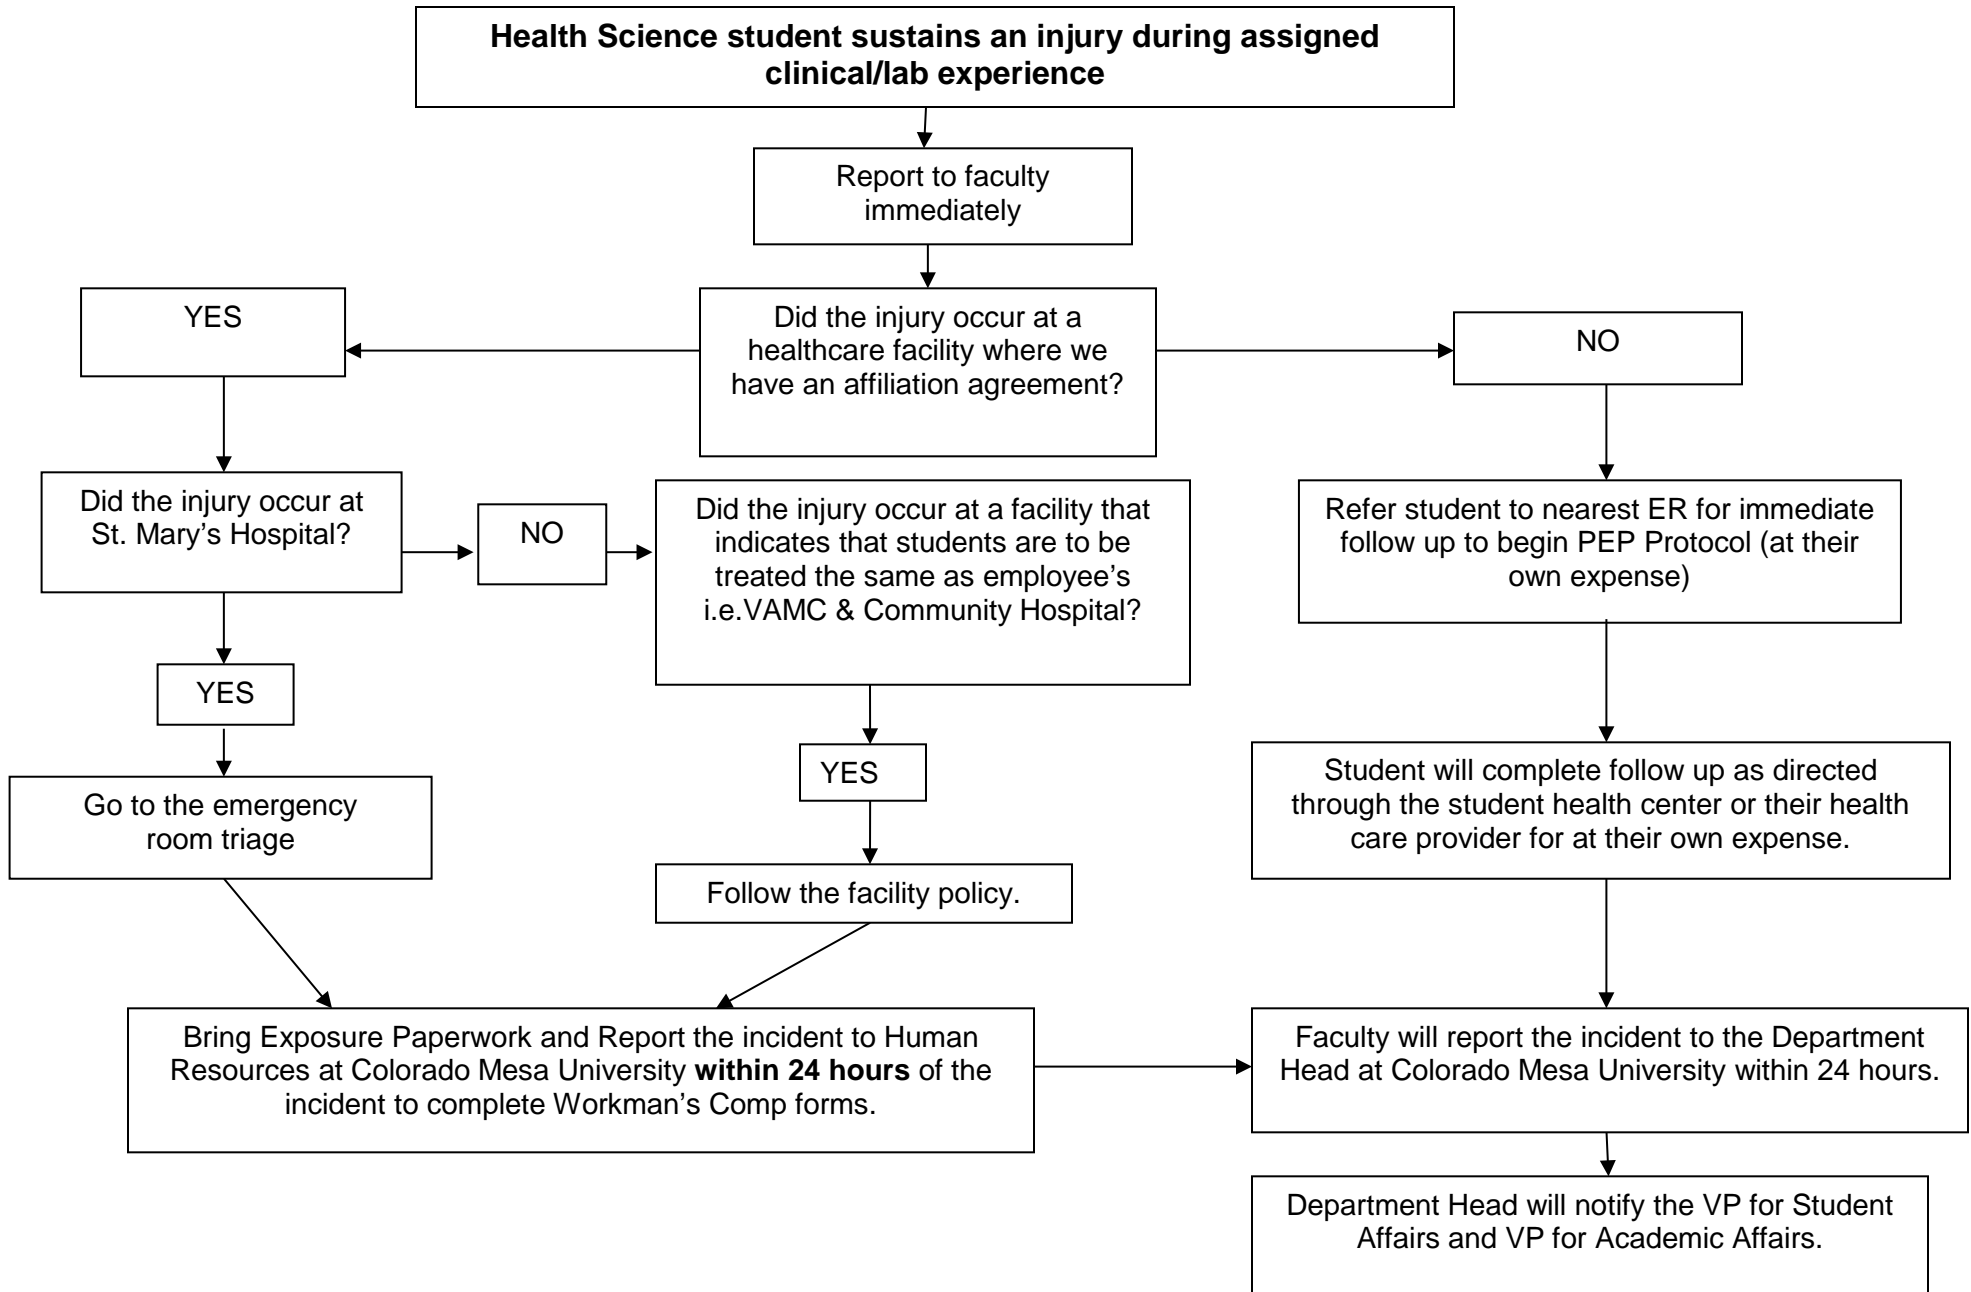 Health Science student sustains an injury during assigned
clinical/lab experience
Report to faculty
immediately
YES
Did the injury occur at a
healthcare facility where we
have an affiliation agreement?
NO
Did the injury occur at
St. Mary’s Hospital?
NO
Did the injury occur at a facility that
indicates that students are to be
treated the same as employee’s
i.e.VAMC & Community Hospital?
Refer student to nearest ER for immediate
follow up to begin PEP Protocol (at their
own expense)
YES
YES
Go to the emergency
room triage
Student will complete follow up as directed
through the student health center or their health
care provider for at their own expense.
Follow the facility policy.
Bring Exposure Paperwork and Report the incident to Human
Resources at Colorado Mesa University within 24 hours of the
incident to complete Workman’s Comp forms.
Faculty will report the incident to the Department
Head at Colorado Mesa University within 24 hours.
Department Head will notify the VP for Student
Affairs and VP for Academic Affairs.